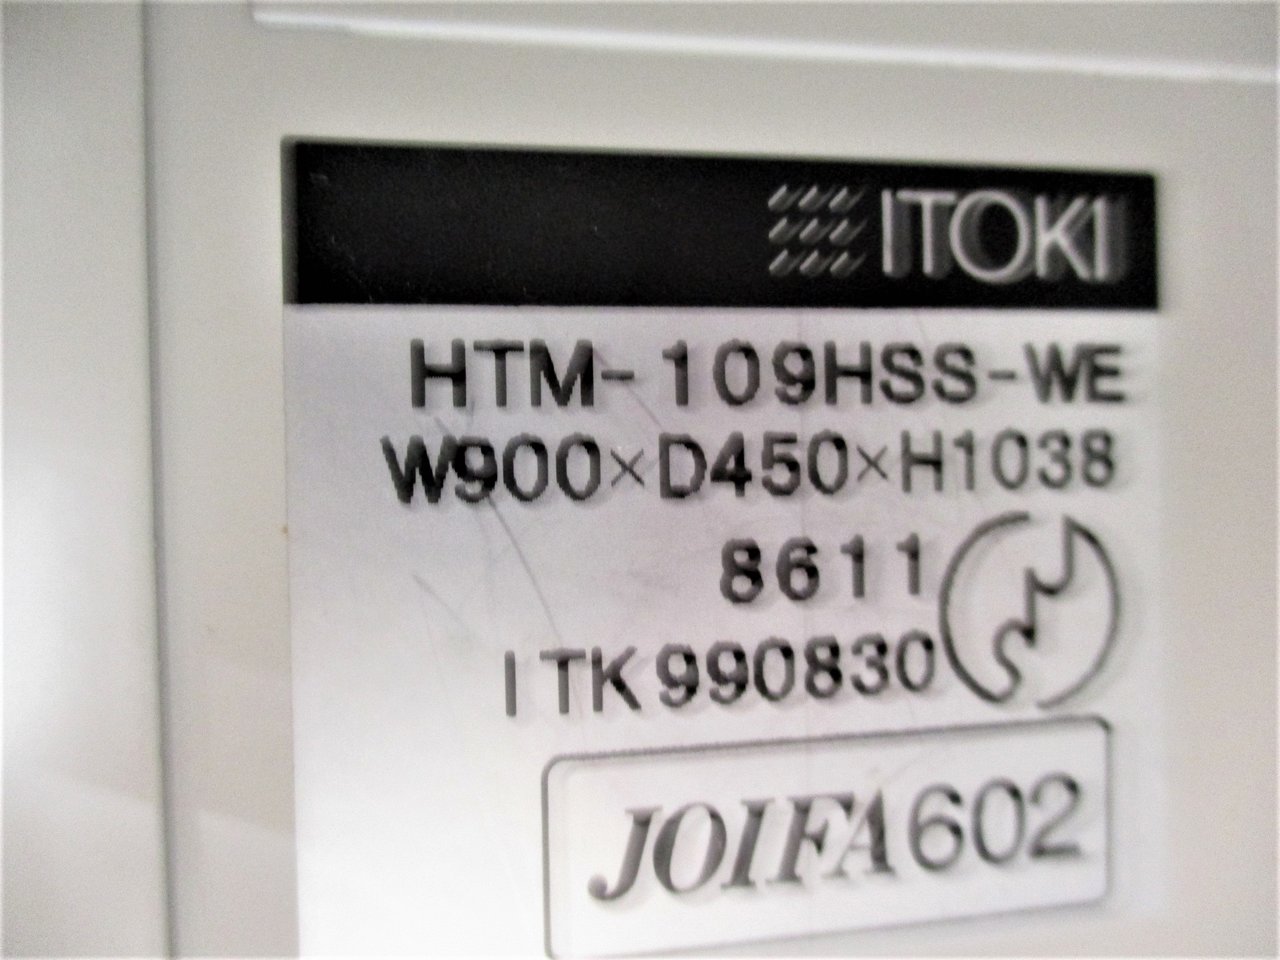 ITOKI
HTM-109HSS-WE
W900×D450×H1038
8611
ITK990830
JOIFA602